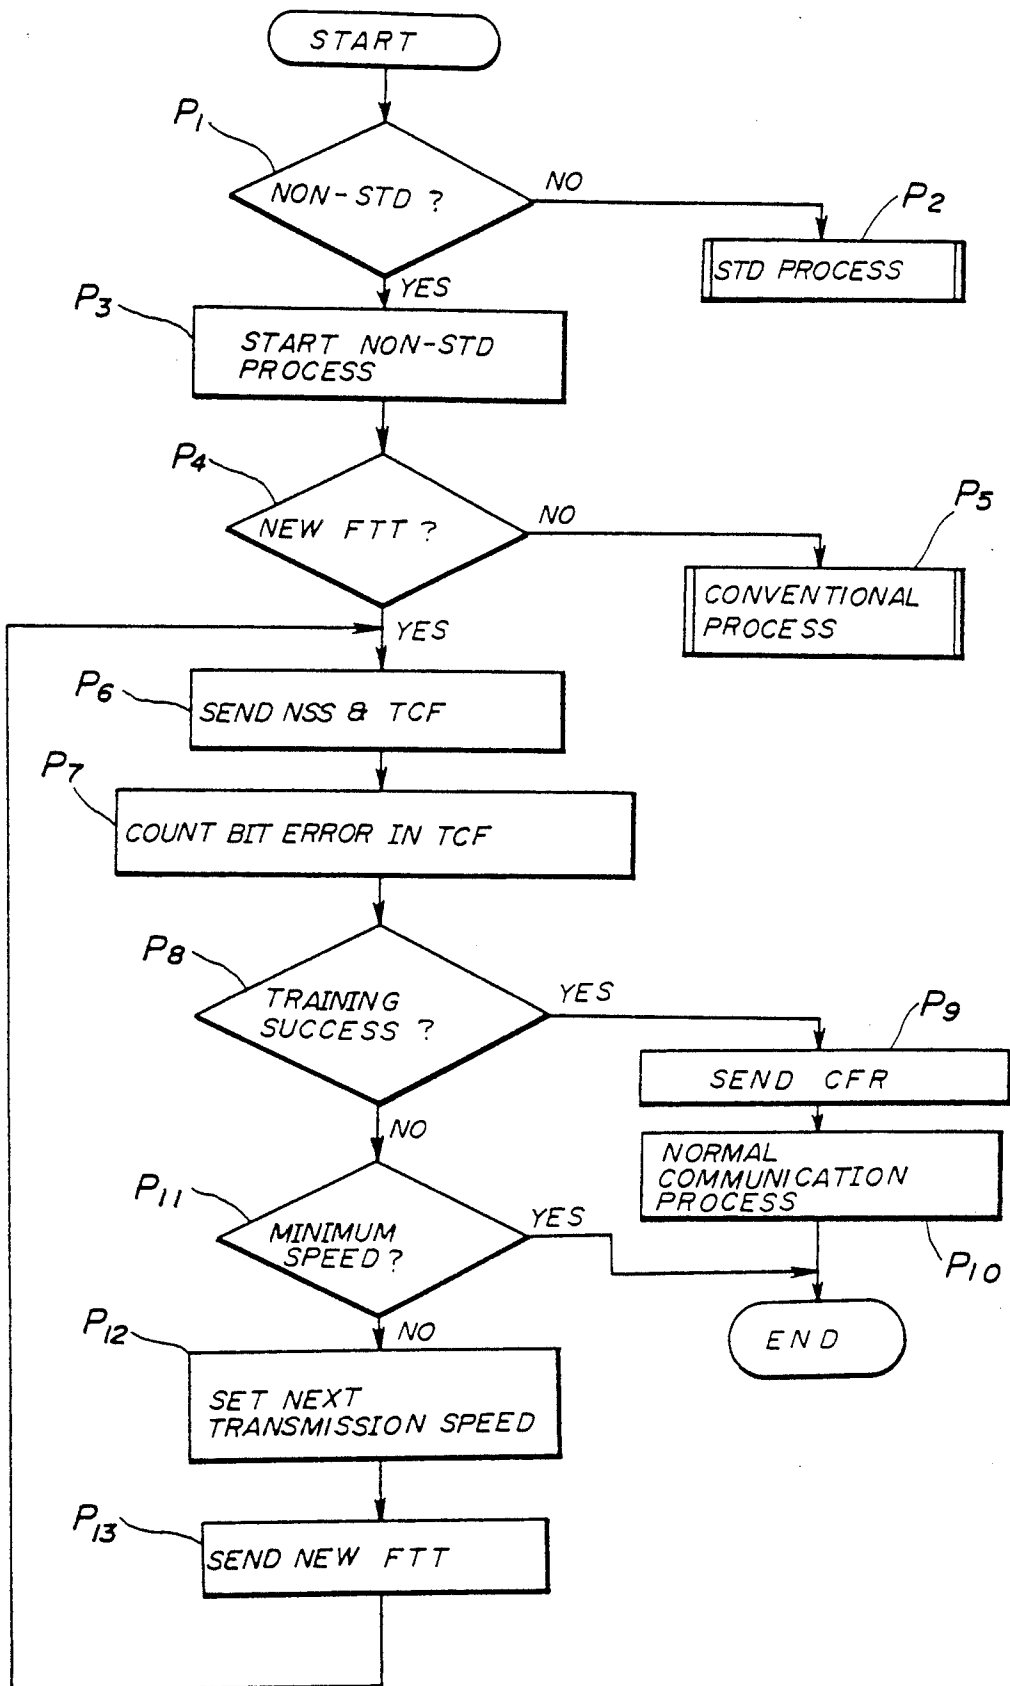 START
P1
NON-STD ?
NO
P2
STD PROCESS
YES
P3
START NON-STD
PROCESS
P4
NEW FTT ?
NO
P5
CONVENTIONAL
PROCESS
YES
P6
SEND NSS & TCF
P7
COUNT BIT ERROR IN TCF
P8
TRAINING
SUCCESS ?
YES
P9
SEND CFR
NO
NORMAL
COMMUNICATION
PROCESS
P10
P11
MINIMUM
SPEED?
YES
END
NO
P12
SET NEXT
TRANSMISSION SPEED
P13
SEND NEW FTT